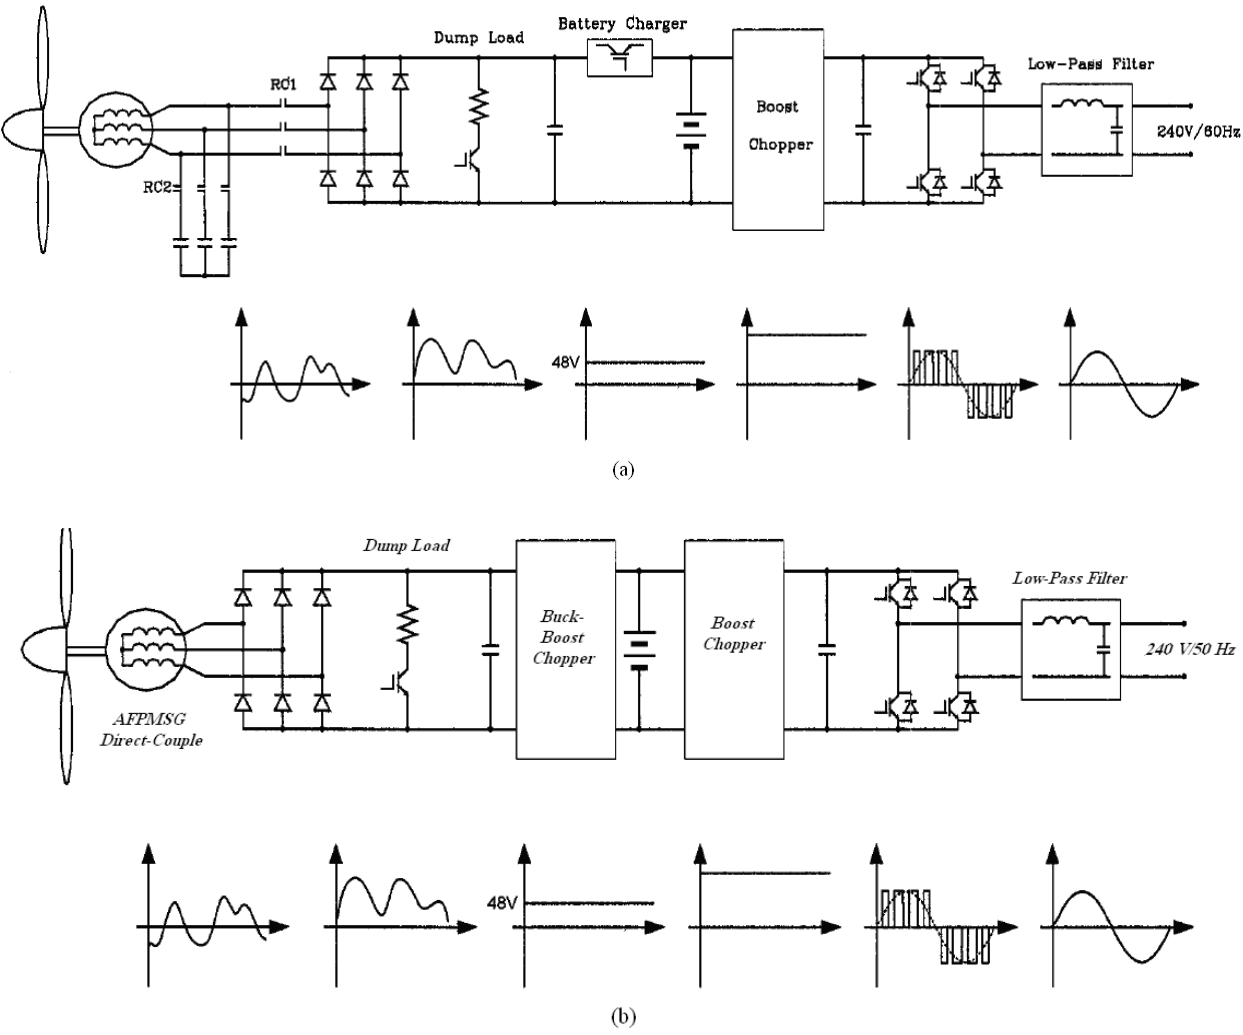 Battery Charger
Dump Load
Low-Pass Filter
RC1
Boost
Chopper
240V/60Hz
RC2
48V
(a)
Dump Load
Low-Pass Filter
Buck-
Boost
Chopper
Boost
Chopper
240 V/50 Hz
AFPMSG
Direct-Couple
48V
(b)